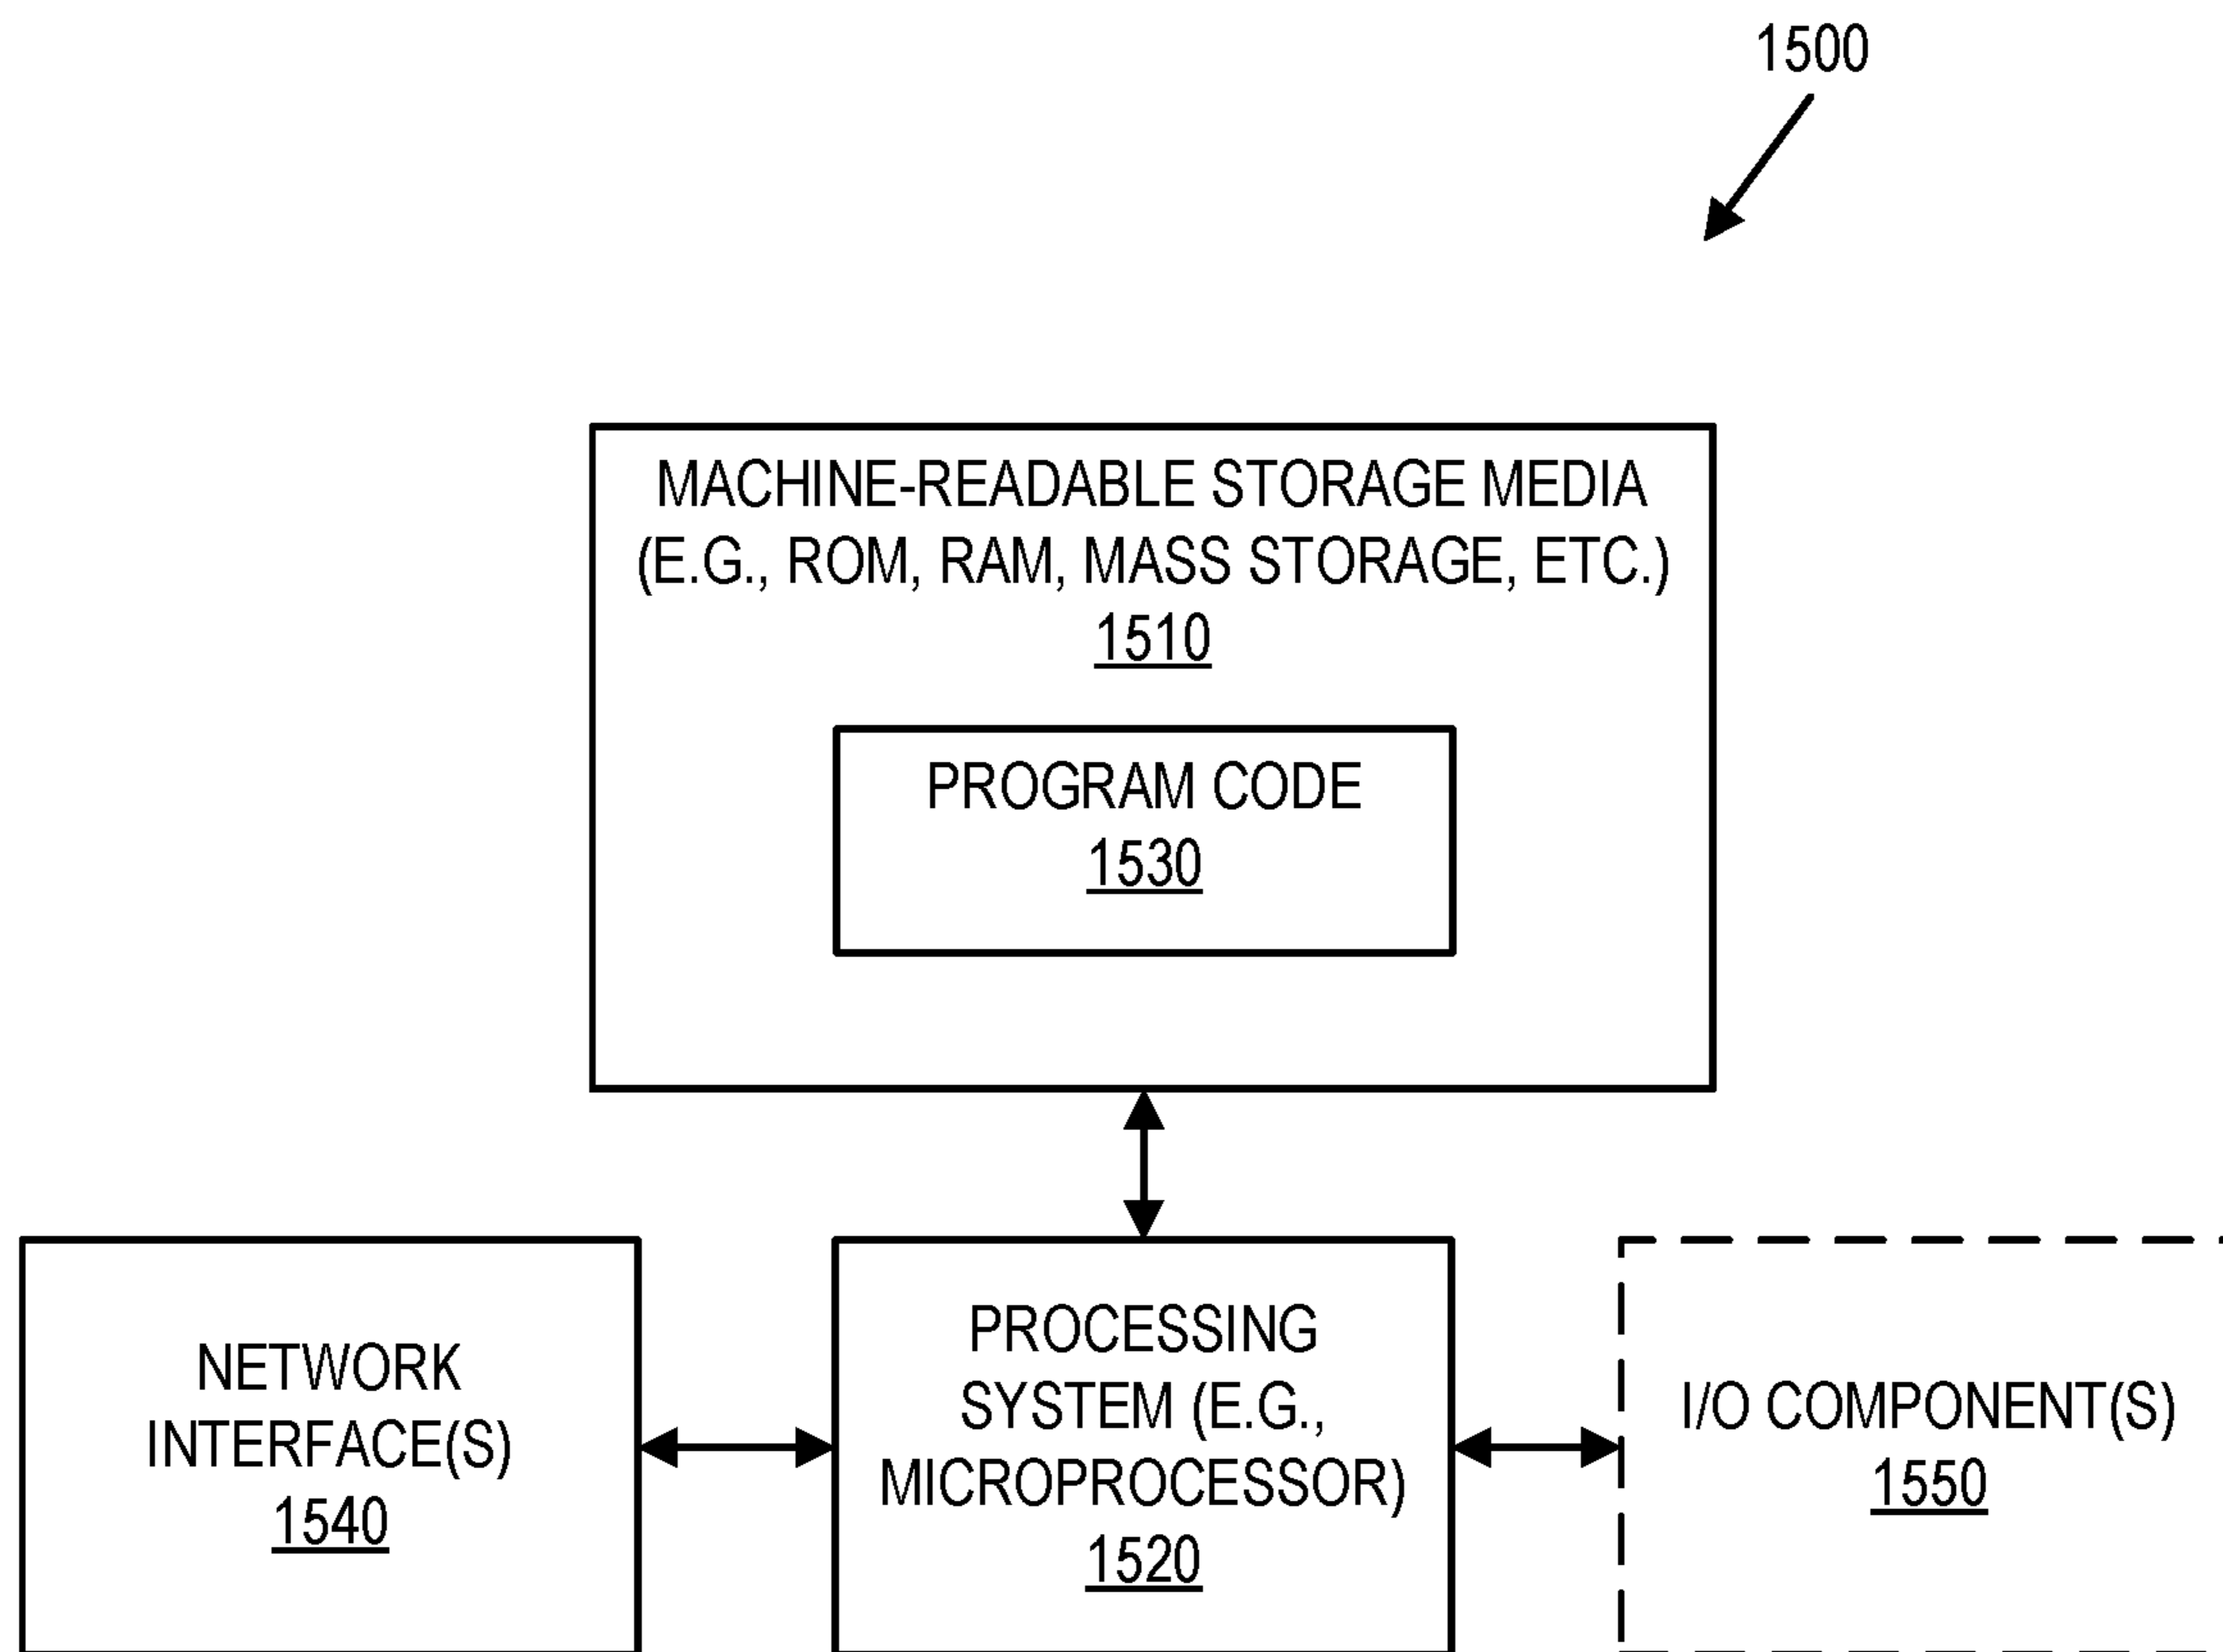 1500
MACHINE-READABLE STORAGE MEDIA
(E.G., ROM, RAM, MASS STORAGE, ETC.)
1510
PROGRAM CODE
1530
NETWORK
INTERFACE(S)
1540
PROCESSING
SYSTEM (E.G.,
MICROPROCESSOR)
1520
I/O COMPONENT(S)
1550